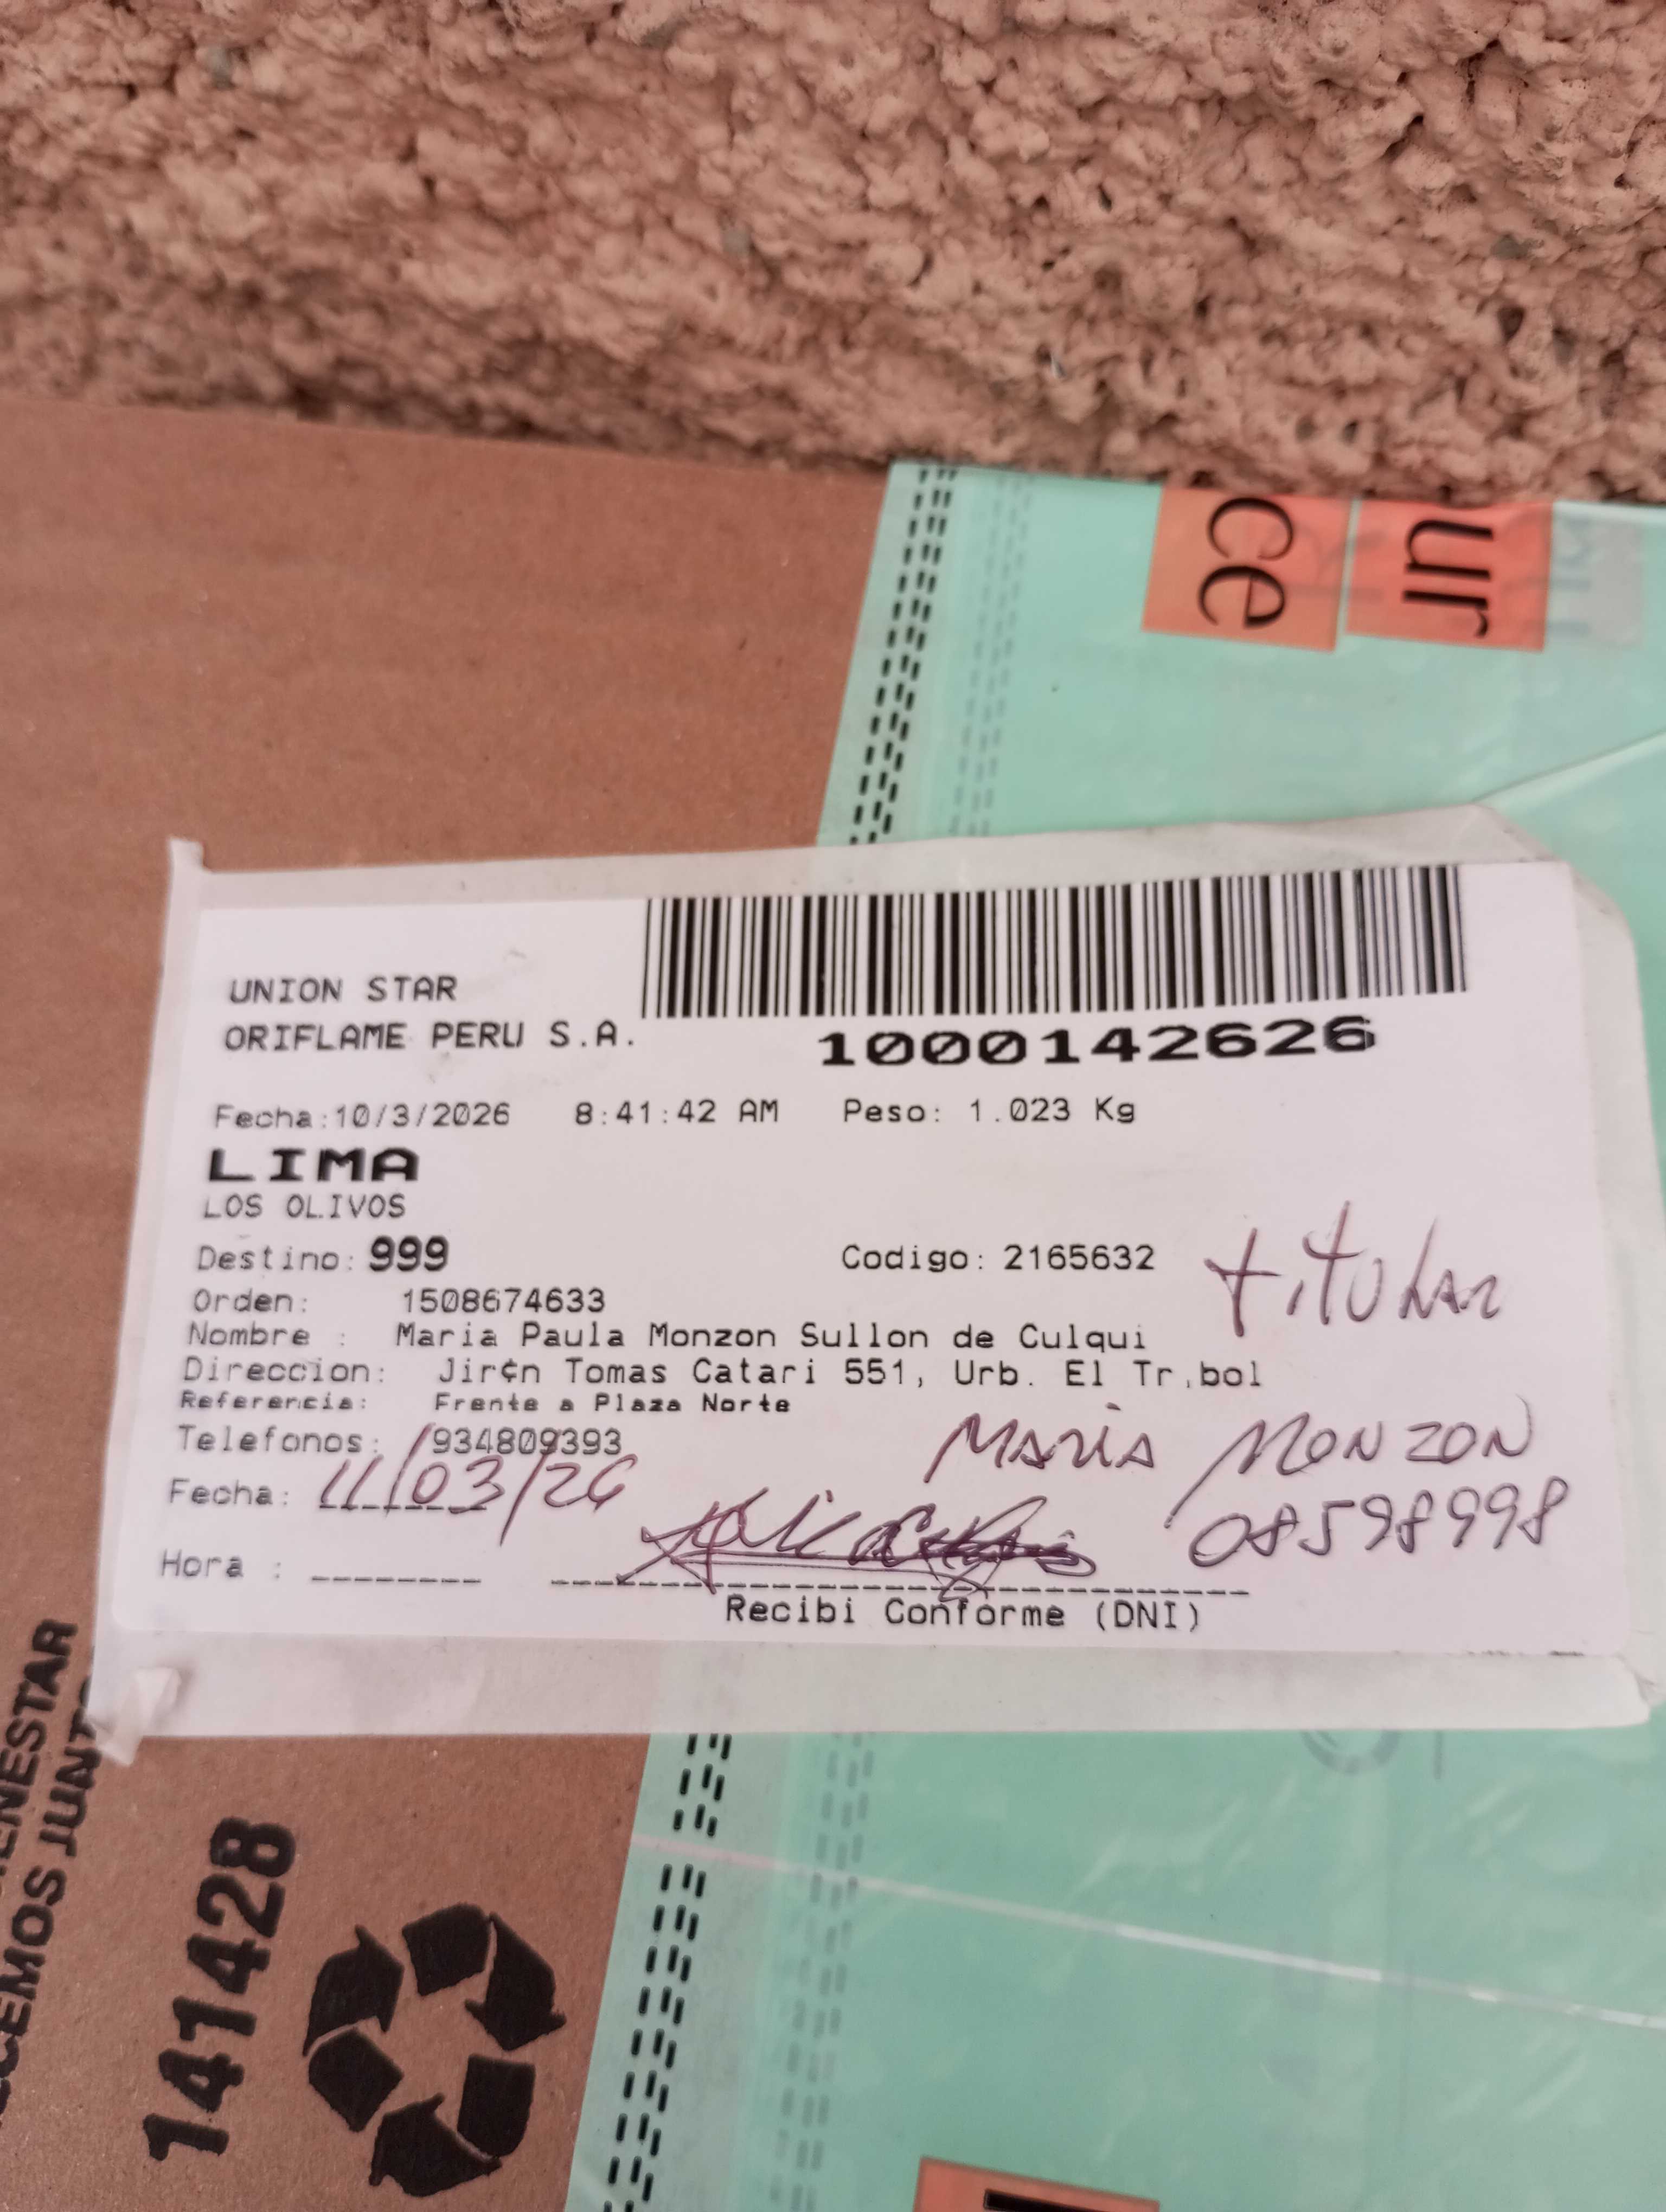 ce
ur
UNION STAR
ORIFLAME PERU S.A.
1000142626
Fecha:10/3/2026 8:41:42 AM Peso: 1.023 Kg
LIMA
LOS OLIVOS
Destino: 999 Codigo: 2165632
titular
Orden: 1508674633
Nombre : Maria Paula Monzon Sullon de Culqui
Direccion: Jir¢n Tomas Catari 551, Urb. El Tr‚bol
Referencia: Frente a Plaza Norte
Telefonos: 934809393
MARIA MONZON
Fecha: 11/03/26
08598998
Hora :
Recibi Conforme (DNI)
141428